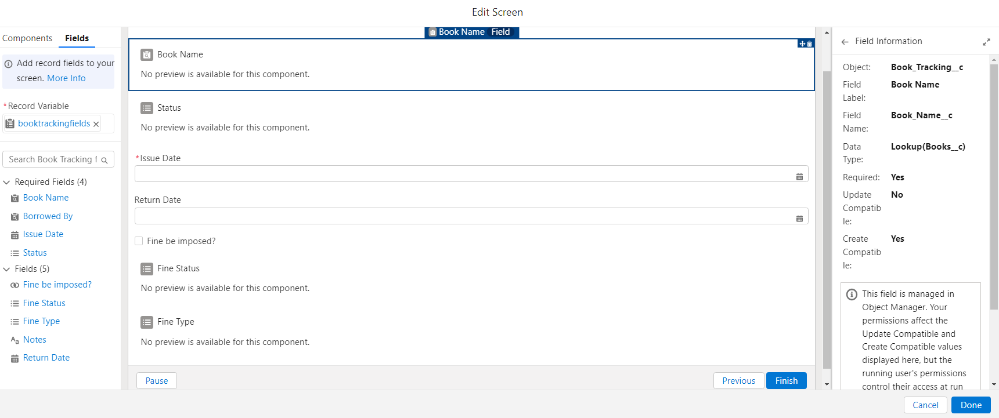 Edit Screen
Components Fields
Add record fields to your
screen. More Info
*Record Variable
booktrackingfields
Search Book Tracking f
Required Fields (4)
Book Name
Borrowed By
Issue Date
Status
Fields (5)
Fine be imposed?
Fine Status
Fine Type
Notes
Return Date
Book Name Field
Book Name
No preview is available for this component.
Status
No preview is available for this component.
*Issue Date
Return Date
Fine be imposed?
Fine Status
No preview is available for this component.
Fine Type
No preview is available for this component.
Pause Previous Finish
Field Information
Object: Book_Tracking__c
Field Book Name
Label:
Field Book_Name__c
Name:
Data Lookup(Books__c)
Type:
Required: Yes
Update No
Compatib
le:
Create Yes
Compatib
le:
This field is managed in
Object Manager. Your
permissions affect the
Update Compatible and
Create Compatible values
displayed here, but the
running user's permissions
control their access at run
Cancel Done